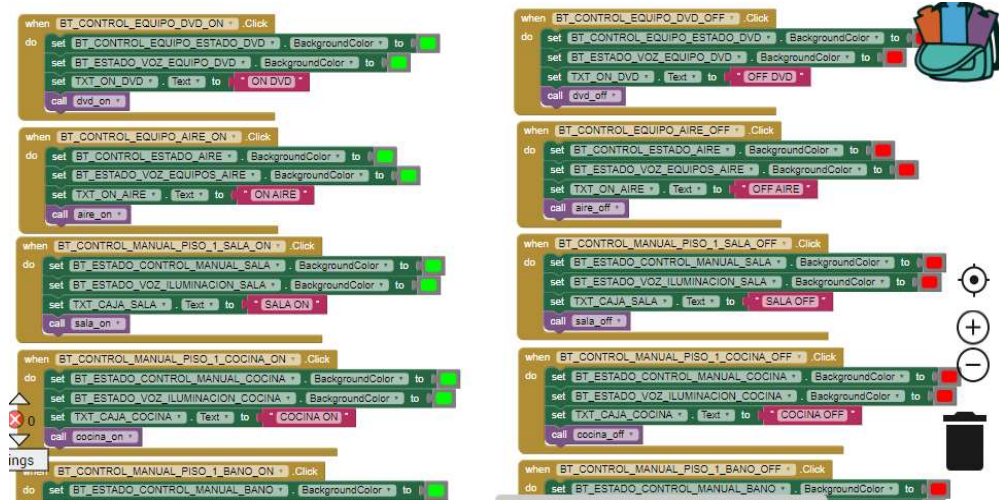 when BT_CONTROL_EQUIPO_DVD_ON .Click
do set BT_CONTROL_EQUIPO_ESTADO_DVD . BackgroundColor to
set BT_ESTADO_VOZ_EQUIPO_DVD . BackgroundColor to
set TXT_ON_DVD . Text to " ON DVD "
call dvd_on
when BT_CONTROL_EQUIPO_AIRE_ON .Click
do set BT_CONTROL_ESTADO_AIRE . BackgroundColor to
set BT_ESTADO_VOZ_EQUIPOS_AIRE . BackgroundColor to
set TXT_ON_AIRE . Text to " ON AIRE "
call aire_on
when BT_CONTROL_MANUAL_PISO_1_SALA_ON .Click
do set BT_ESTADO_CONTROL_MANUAL_SALA . BackgroundColor to
set BT_ESTADO_VOZ_ILUMINACION_SALA . BackgroundColor to
set TXT_CAJA_SALA . Text to " SALA ON "
call sala_on
when BT_CONTROL_MANUAL_PISO_1_COCINA_ON .Click
do set BT_ESTADO_CONTROL_MANUAL_COCINA . BackgroundColor to
set BT_ESTADO_VOZ_ILUMINACION_COCINA . BackgroundColor to
set TXT_CAJA_COCINA . Text to " COCINA ON "
call cocina_on
0
ings
when BT_CONTROL_MANUAL_PISO_1_BANO_ON .Click
do set BT_ESTADO_CONTROL_MANUAL_BANO . BackgroundColor to
when BT_CONTROL_EQUIPO_DVD_OFF .Click
do set BT_CONTROL_EQUIPO_ESTADO_DVD . BackgroundColor to
set BT_ESTADO_VOZ_EQUIPO_DVD . BackgroundColor to
set TXT_ON_DVD . Text to " OFF DVD "
call dvd_off
when BT_CONTROL_EQUIPO_AIRE_OFF .Click
do set BT_CONTROL_ESTADO_AIRE . BackgroundColor to
set BT_ESTADO_VOZ_EQUIPOS_AIRE . BackgroundColor to
set TXT_ON_AIRE . Text to " OFF AIRE "
call aire_off
when BT_CONTROL_MANUAL_PISO_1_SALA_OFF .Click
do set BT_ESTADO_CONTROL_MANUAL_SALA . BackgroundColor to
set BT_ESTADO_VOZ_ILUMINACION_SALA . BackgroundColor to
set TXT_CAJA_SALA . Text to " SALA OFF "
call sala_off
when BT_CONTROL_MANUAL_PISO_1_COCINA_OFF .Click
do set BT_ESTADO_CONTROL_MANUAL_COCINA . BackgroundColor to
set BT_ESTADO_VOZ_ILUMINACION_COCINA . BackgroundColor to
set TXT_CAJA_COCINA . Text to " COCINA OFF "
call cocina_off
when BT_CONTROL_MANUAL_PISO_1_BANO_OFF .Click
do set BT_ESTADO_CONTROL_MANUAL_BANO . BackgroundColor to